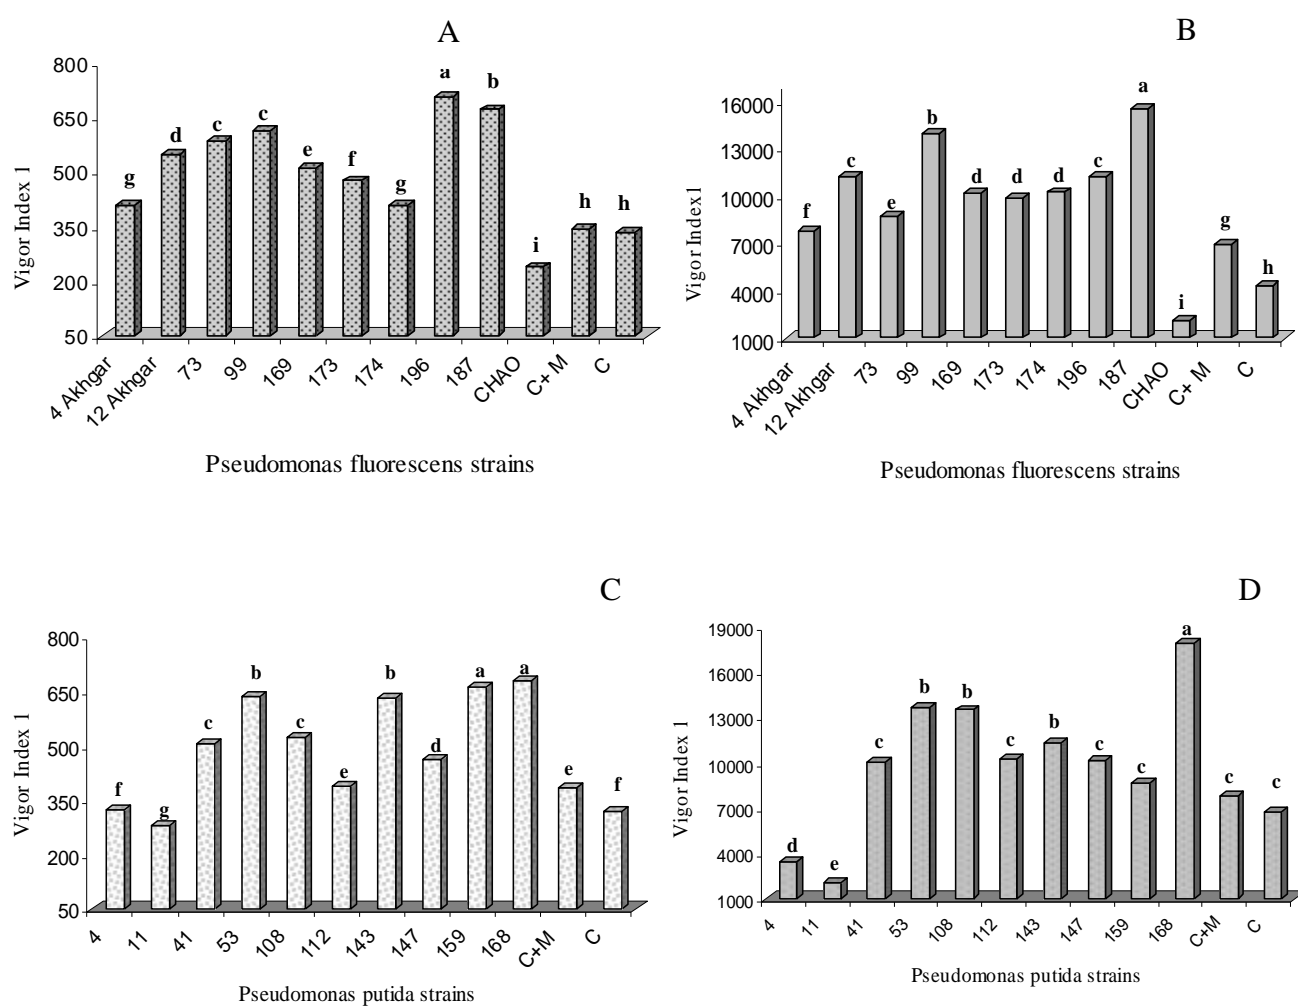 A
800
650
500
350
200
50
Vigor Index 1
g
d
c
c
e
f
g
a
b
i
h
h
4 Akhgar
12 Akhgar
73
99
169
173
174
196
187
CHAO
C+ M
C
Pseudomonas fluorescens strains
B
16000
13000
10000
7000
4000
1000
Vigor Index1
f
c
e
b
d
d
d
c
a
i
g
h
4 Akhgar
12 Akhgar
73
99
169
173
174
196
187
CHAO
C+ M
C
Pseudomonas fluorescens strains
C
800
650
500
350
200
50
Vigor Index 1
f
g
c
b
c
e
b
d
a
a
e
f
4
11
41
53
108
112
143
147
159
168
C+M
C
Pseudomonas putida strains
D
19000
16000
13000
10000
7000
4000
1000
Vigor Index 1
d
e
c
b
b
c
b
c
c
a
c
c
4
11
41
53
108
112
143
147
159
168
C+M
C
Pseudomonas putida strains